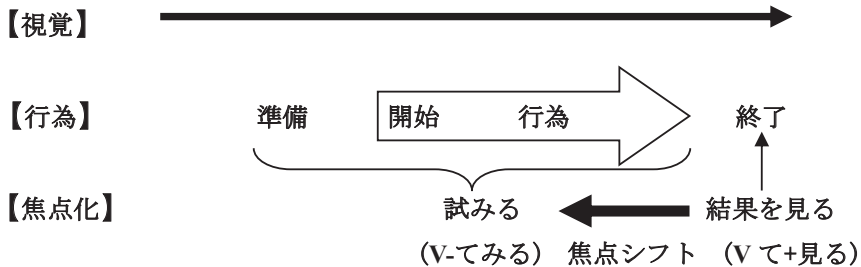 【視覚】
【行為】 準備 開始 行為 終了
【焦点化】 試みる 結果を見る
(V-てみる) 焦点シフト (V て+見る)